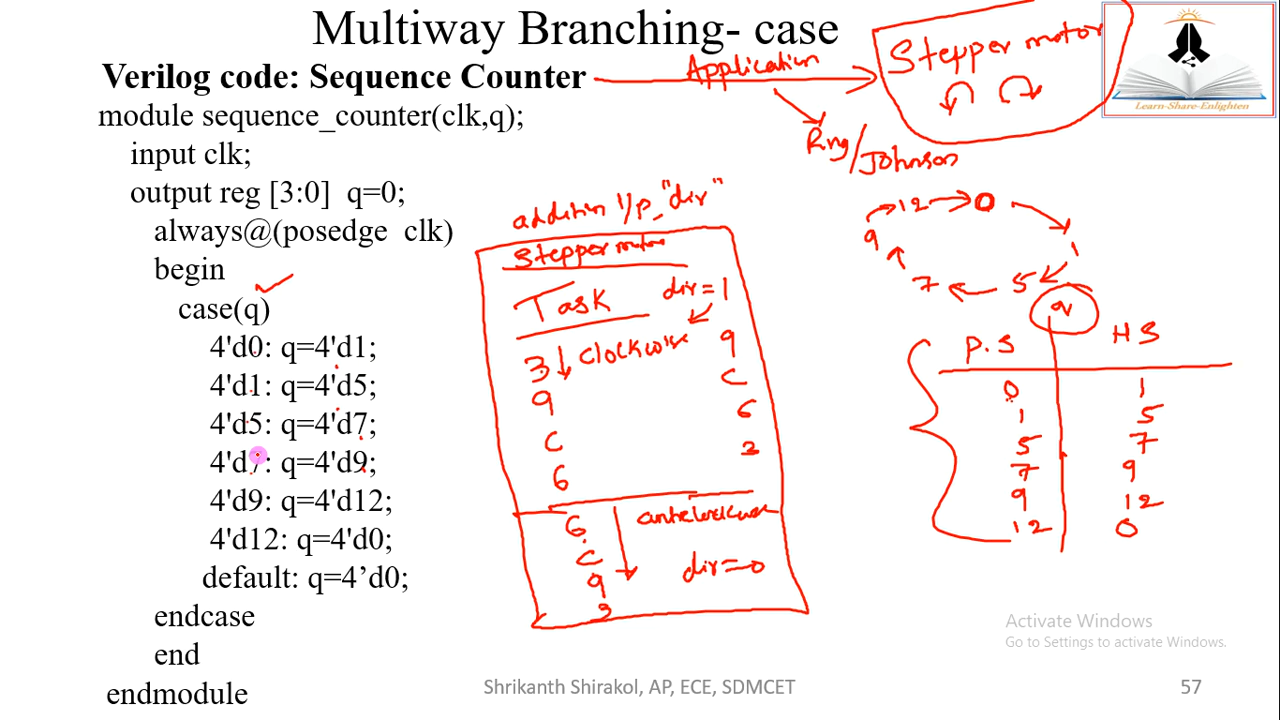 Multiway Branching- case
Verilog code: Sequence Counter
module sequence_counter(clk,q);
input clk;
output reg [3:0] q=0;
always@(posedge clk)
begin
case(q)
4'd0: q=4'd1;
4'd1: q=4'd5;
4'd5: q=4'd7;
4'd7: q=4'd9;
4'd9: q=4'd12;
4'd12: q=4'd0;
default: q=4’d0;
endcase
end
endmodule
Application
Stepper motor
Ring/Johnson
Learn-Share-Enlighten
addition I/p_"dir"
Stepper motor
Task dir=1
3 clockwise 9
9 C
C 6
6 3
6 anticlockwise
C dir=0
9
3
12 0
9 1
7 5
q
P.S N S
0 1
1 5
5 7
7 9
9 12
12 0
Activate Windows
Go to Settings to activate Windows.
Shrikanth Shirakol, AP, ECE, SDMCET
57